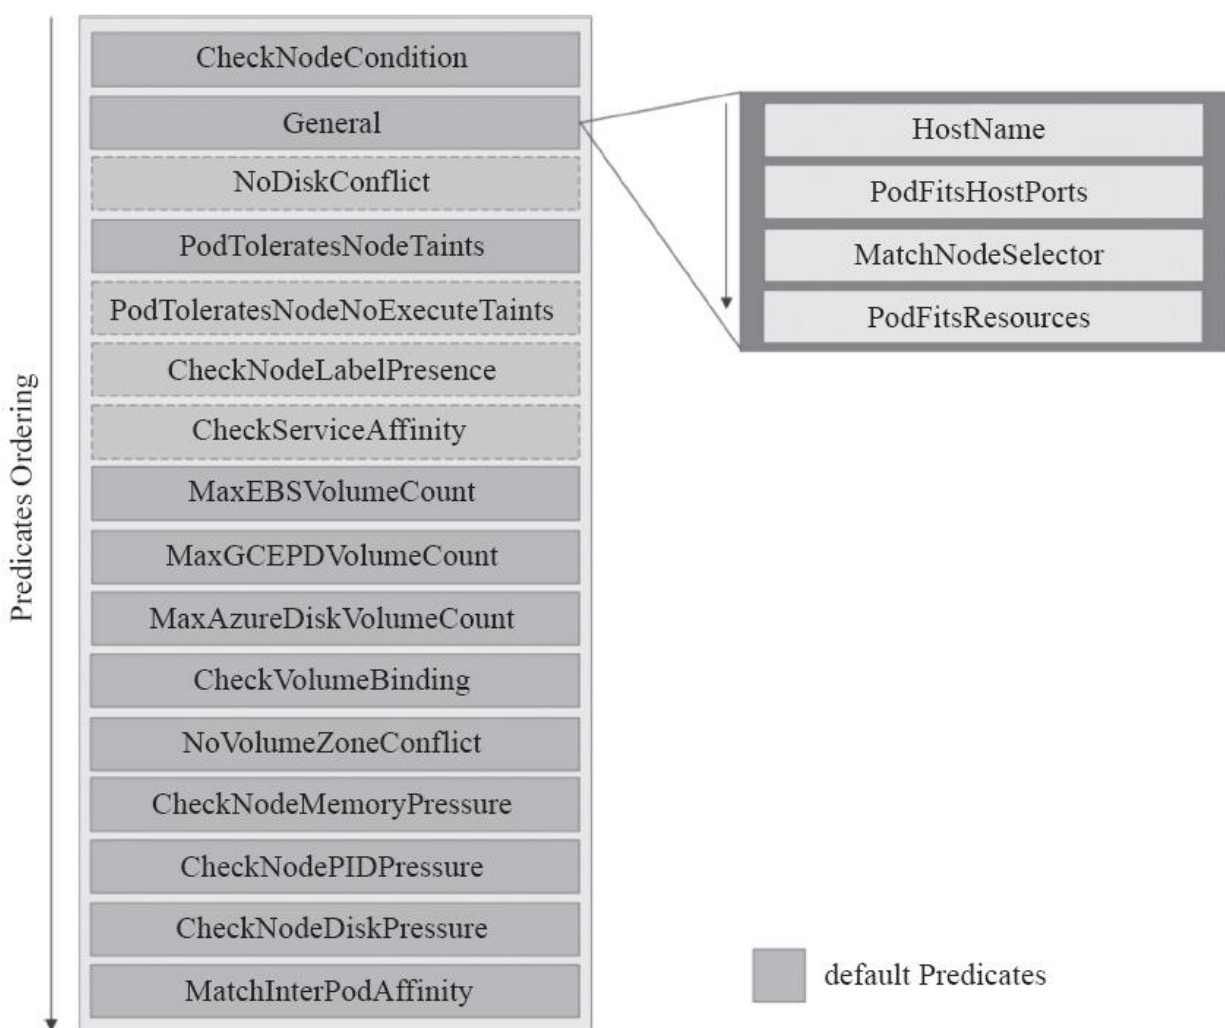 CheckNodeCondition
General
NoDiskConflict
PodToleratesNodeTaints
PodToleratesNodeNoExecuteTaints
CheckNodeLabelPresence
CheckServiceAffinity
MaxEBSVolumeCount
MaxGCEPDVolumeCount
MaxAzureDiskVolumeCount
CheckVolumeBinding
NoVolumeZoneConflict
CheckNodeMemoryPressure
CheckNodePIDPressure
CheckNodeDiskPressure
MatchInterPodAffinity
Predicates Ordering
HostName
PodFitsHostPorts
MatchNodeSelector
PodFitsResources
default Predicates